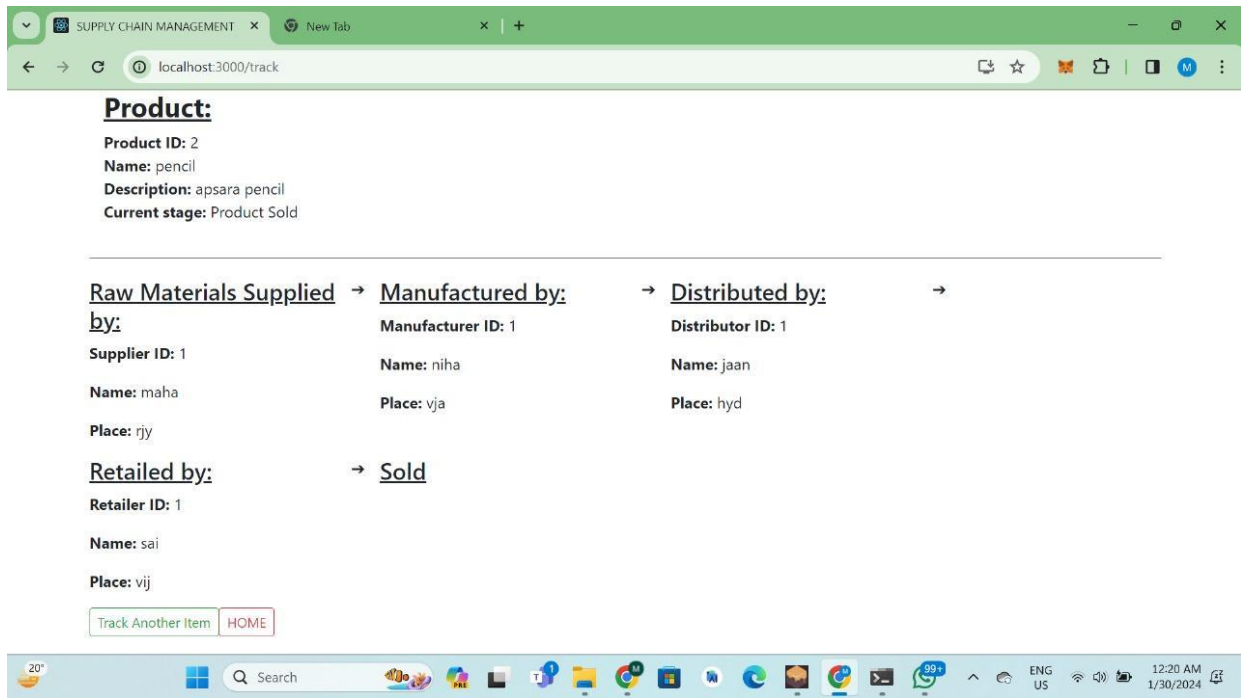 SUPPLY CHAIN MANAGEMENT
New Tab
localhost:3000/track
M
Product:
Product ID: 2
Name: pencil
Description: apsara pencil
Current stage: Product Sold
Raw Materials Supplied by:
→
Manufactured by:
→
Distributed by:
→
Supplier ID: 1
Name: maha
Place: rjy
Manufacturer ID: 1
Name: niha
Place: vja
Distributor ID: 1
Name: jaan
Place: hyd
Retailed by:
→
Sold
Retailer ID: 1
Name: sai
Place: vij
Track Another Item
HOME
20°
Search
PRE
1
99+
ENG
US
12:20 AM
1/30/2024